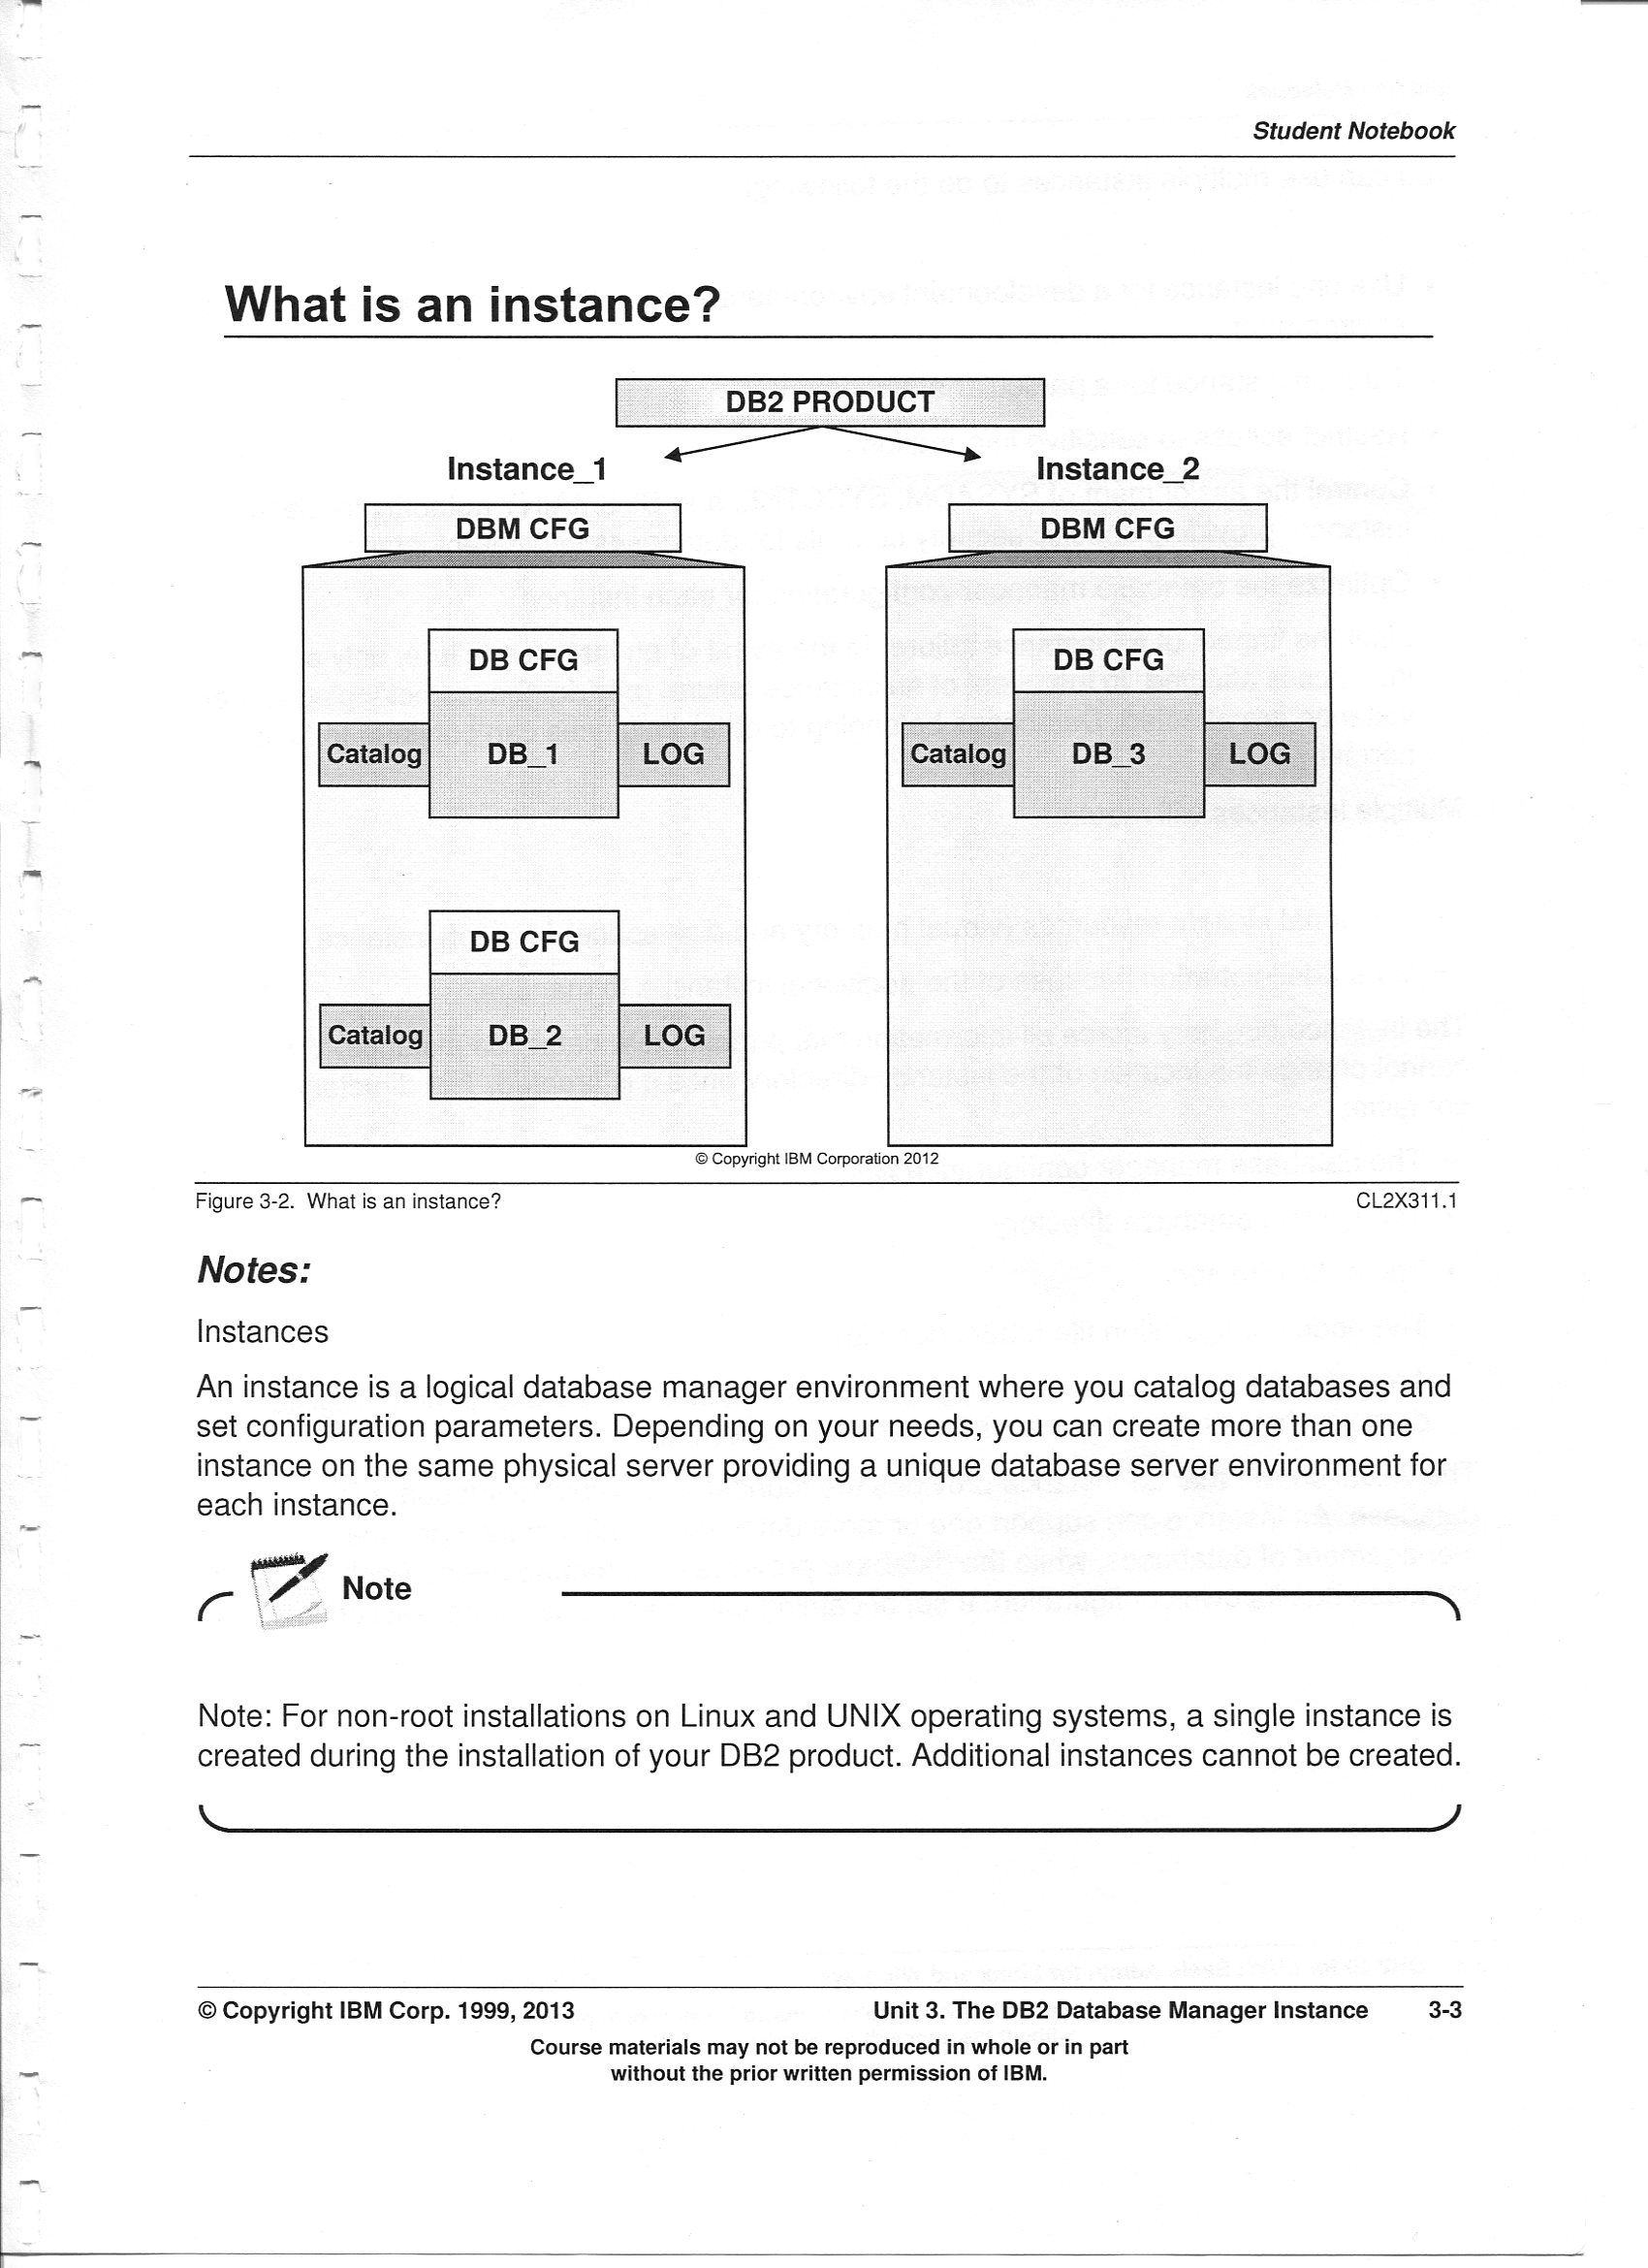 Student Notebook
What is an instance?
DB2 PRODUCT
Instance_1
Instance_2
DBM CFG
DBM CFG
DB CFG
DB CFG
Catalog
DB_1
LOG
Catalog
DB_3
LOG
DB CFG
Catalog
DB_2
LOG
© Copyright IBM Corporation 2012
Figure 3-2. What is an instance?
CL2X311.1
Notes:
Instances
An instance is a logical database manager environment where you catalog databases and
set configuration parameters. Depending on your needs, you can create more than one
instance on the same physical server providing a unique database server environment for
each instance.
Note
Note: For non-root installations on Linux and UNIX operating systems, a single instance is
created during the installation of your DB2 product. Additional instances cannot be created.
© Copyright IBM Corp. 1999, 2013
Unit 3. The DB2 Database Manager Instance
3-3
Course materials may not be reproduced in whole or in part
without the prior written permission of IBM.